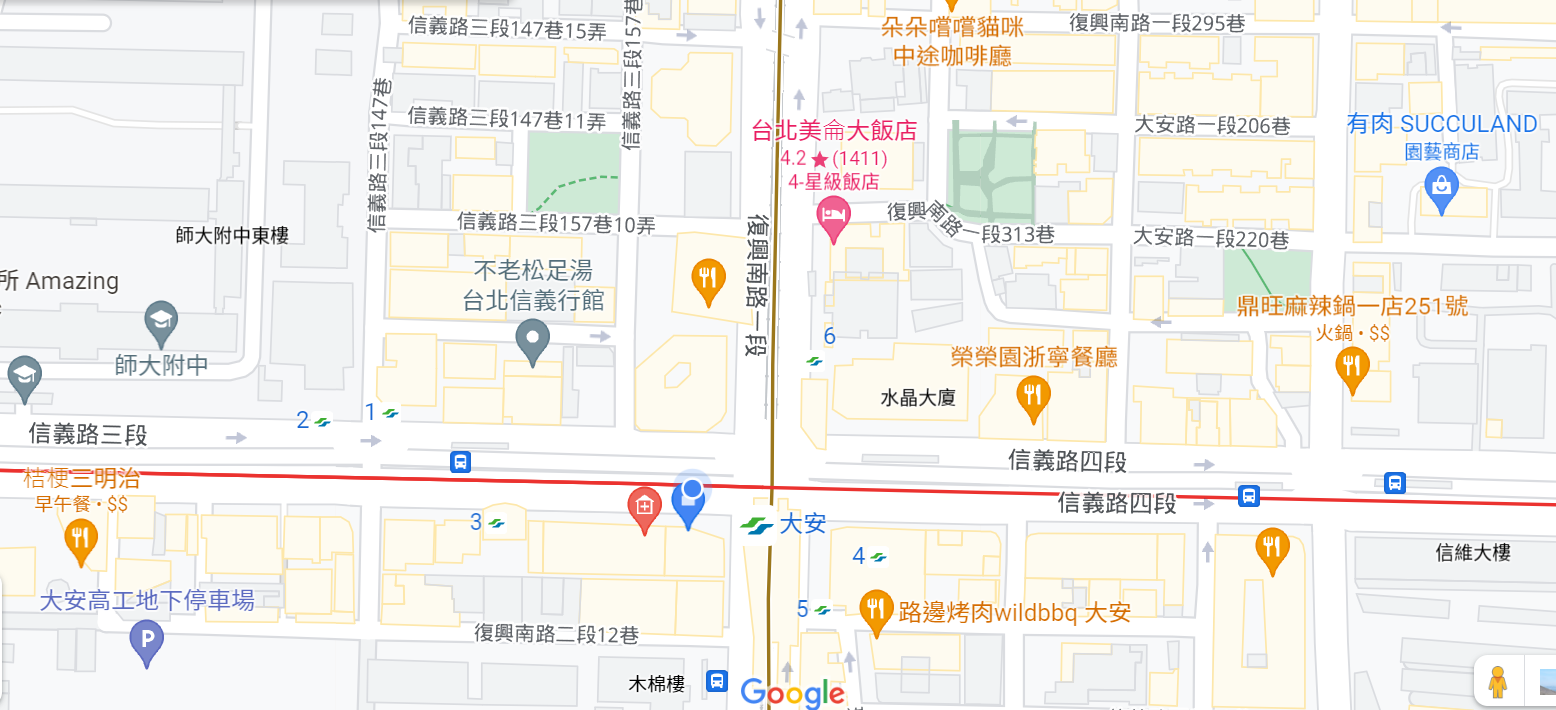 信義路三段147巷15弄
信義路三段157巷
朵朵嚐嚐貓咪
中途咖啡廳
復興南路一段295巷
信義路三段147巷
信義路三段147巷11弄
台北美侖大飯店
4.2 ★ (1411)
4-星級飯店
大安路一段206巷
有肉 SUCCULAND
園藝商店
師大附中東樓
信義路三段157巷10弄
復興南路一段
復興南路一段313巷
大安路一段220巷
所 Amazing
不老松足湯
台北信義行館
鼎旺麻辣鍋一店251號
火鍋 • $$
師大附中
6
榮榮園浙寧餐廳
水晶大廈
2
1
信義路三段
信義路四段
桔梗三明治
早午餐 • $$
信義路四段
3
大安
4
信維大樓
大安高工地下停車場
P
5
路邊烤肉wildbbq 大安
復興南路二段12巷
木棉樓
Google